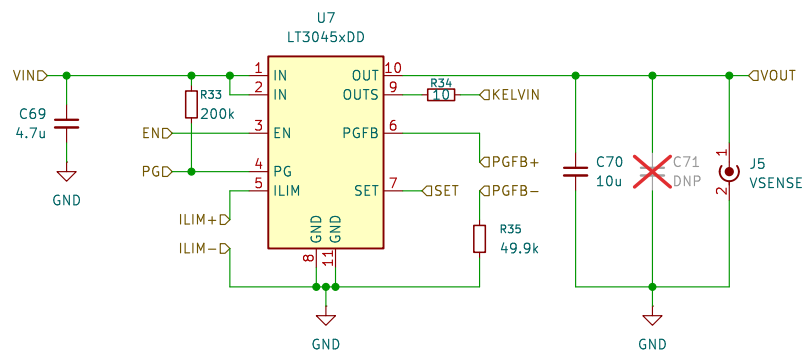 U7
LT3045xDD
VIN
1 IN
OUT 10
VOUT
2 IN
OUTS 9
R34
10
KELVIN
R33
200k
C69
4.7u
EN
3 EN
PGFB 6
PGFB+
PG
4 PG
C70
10u
C71
DNP
1
2
J5
VSENSE
5 ILIM
SET 7
SET
PGFB-
ILIM+
ILIM-
GND
GND
GND
8
11
R35
49.9k
GND
GND